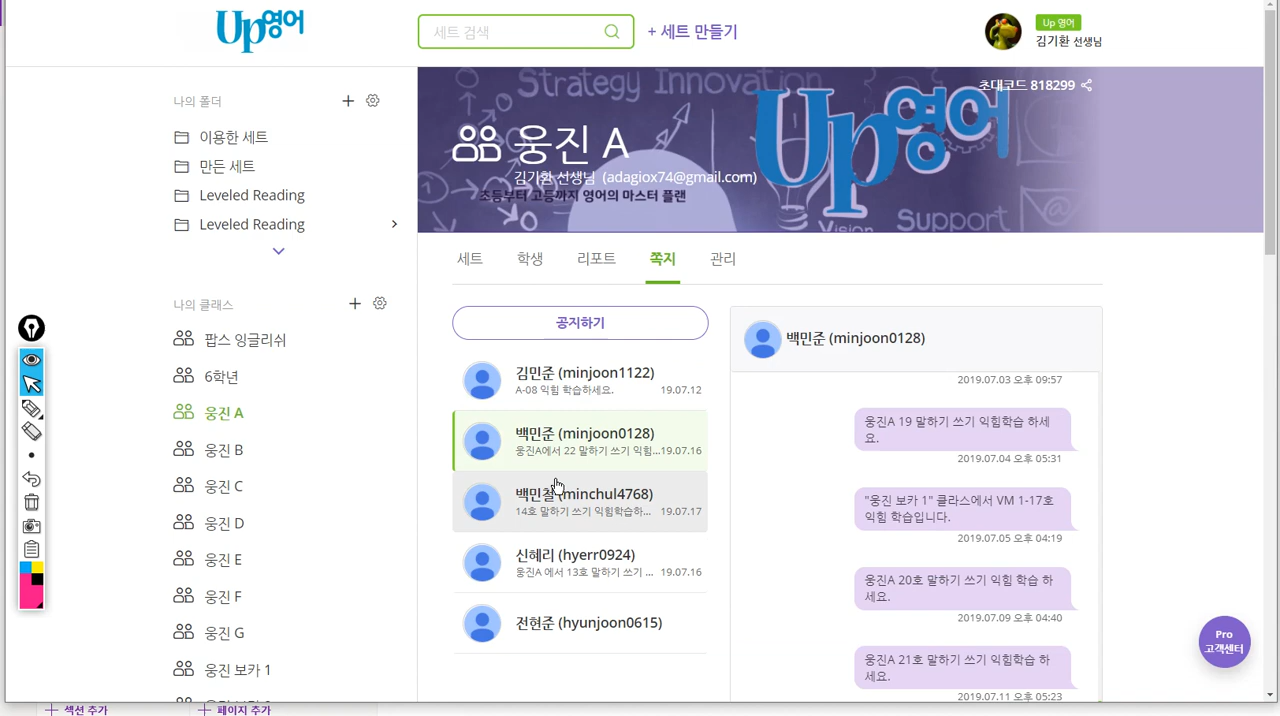 Up영어
세트 검색
+ 세트 만들기
Up 영어
김기환 선생님
나의 폴더
이용한 세트
만든 세트
Leveled Reading
Leveled Reading
나의 클래스
팝스 잉글리쉬
6학년
웅진 A
웅진 B
웅진 C
웅진 D
웅진 E
웅진 F
웅진 G
웅진 보카 1
섹션 추가
페이지 추가
Strategy Innovation
초대코드 818299
웅진 A
김기환 선생님 (adagiox74@gmail.com)
초등부터 고등까지 영어의 마스터 플랜
Up영어
Vision
Support
세트
학생
리포트
쪽지
관리
공지하기
김민준 (minjoon1122)
A-08 익힘 학습하세요. 19.07.12
백민준 (minjoon0128)
웅진A에서 22 말하기 쓰기 익힘...19.07.16
백민철 (minchul4768)
14호 말하기 쓰기 익힘학습하... 19.07.17
신혜리 (hyerr0924)
웅진A 에서 13호 말하기 쓰기 ... 19.07.16
전현준 (hyunjoon0615)
백민준 (minjoon0128)
2019.07.03 오후 09:57
웅진A 19 말하기 쓰기 익힘학습 하세
요.
2019.07.04 오후 05:31
"웅진 보카 1" 클라스에서 VM 1-17호
익힘 학습입니다.
2019.07.05 오후 04:19
웅진A 20호 말하기 쓰기 익힘 학습 하
세요.
2019.07.09 오후 04:40
웅진A 21호 말하기 쓰기 익힘학습 하
세요.
2019.07.11 오후 05:23
Pro
고객센터